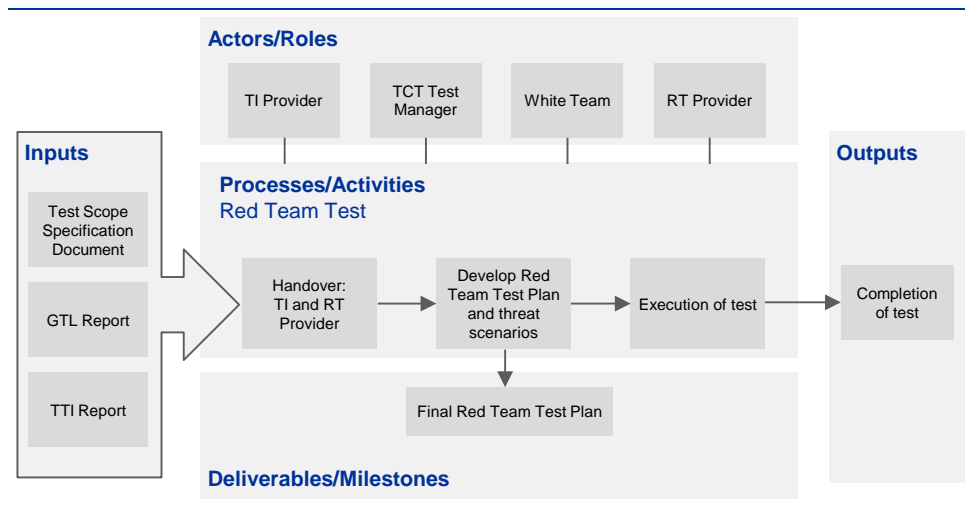 Actors/Roles
TI Provider
TCT Test
Manager
White Team
RT Provider
Inputs
Test Scope
Specification
Document
GTL Report
TTI Report
Processes/Activities
Red Team Test
Handover:
TI and RT
Provider
Develop Red
Team Test Plan
and threat
scenarios
Execution of test
Outputs
Completion
of test
Final Red Team Test Plan
Deliverables/Milestones